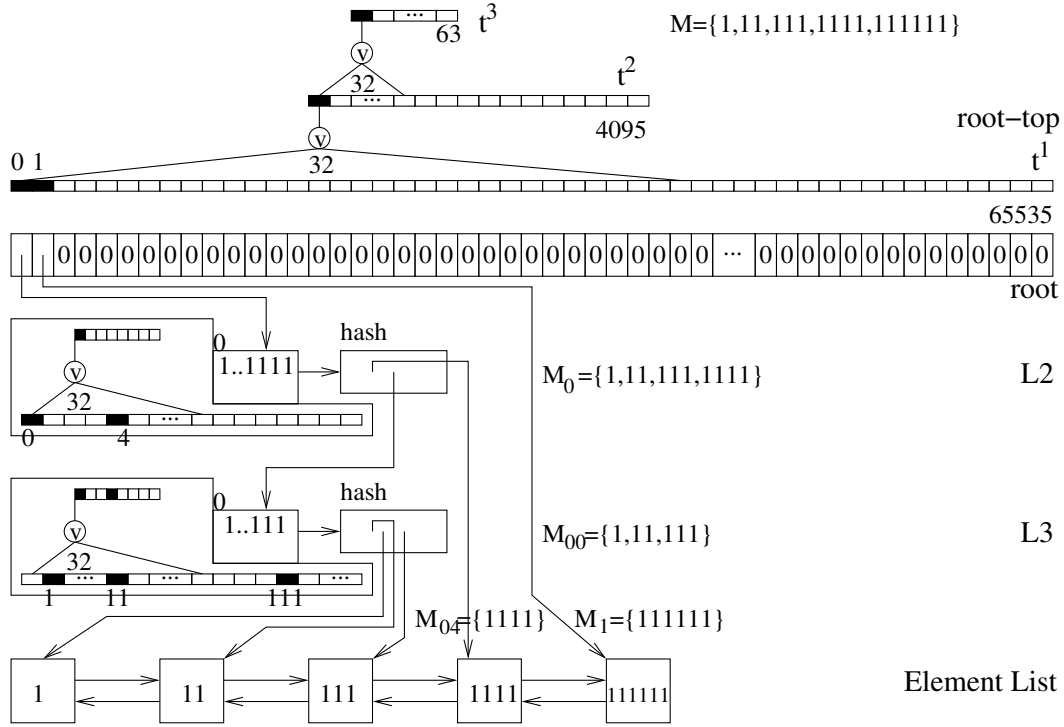 63 t3 M={1,11,111,1111,111111}
v
32 t2
...
4095
root−top
v
0 1 32 t1
65535
0 0 0 0 0 0 0 0 0 0 0 0 0 0 0 0 0 0 0 0 0 0 0 0 0 0 0 0 0 0 0 ... 0 0 0 0 0 0 0 0 0 0 0 0 0 0
root
0 hash
1..1111
v M0={1,11,111,1111} L2
32
...
0 4
0 hash
1..111
v M00={1,11,111} L3
32
... ... ...
1 11 111
M04={1111} M1={111111}
1 11 111 1111 111111 Element List